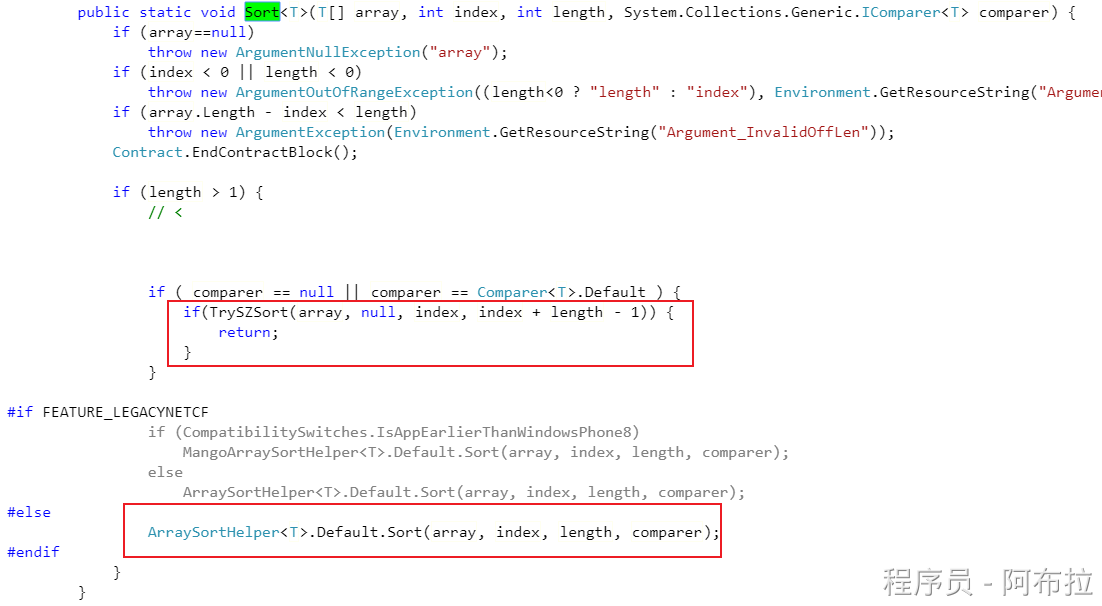 public static void Sort<T>(T[] array, int index, int length, System.Collections.Generic.IComparer<T> comparer) {
if (array==null)
throw new ArgumentNullException("array");
if (index < 0 || length < 0)
throw new ArgumentOutOfRangeException((length<0 ? "length" : "index"), Environment.GetResourceString("Argumen
if (array.Length - index < length)
throw new ArgumentException(Environment.GetResourceString("Argument_InvalidOffLen"));
Contract.EndContractBlock();
if (length > 1) {
// <
if ( comparer == null || comparer == Comparer<T>.Default ) {
if(TrySZSort(array, null, index, index + length - 1)) {
return;
}
}
#if FEATURE_LEGACYNETCF
if (CompatibilitySwitches.IsAppEarlierThanWindowsPhone8)
MangoArraySortHelper<T>.Default.Sort(array, index, length, comparer);
else
ArraySortHelper<T>.Default.Sort(array, index, length, comparer);
#else
ArraySortHelper<T>.Default.Sort(array, index, length, comparer);
#endif
}
}
程序员 - 阿布拉